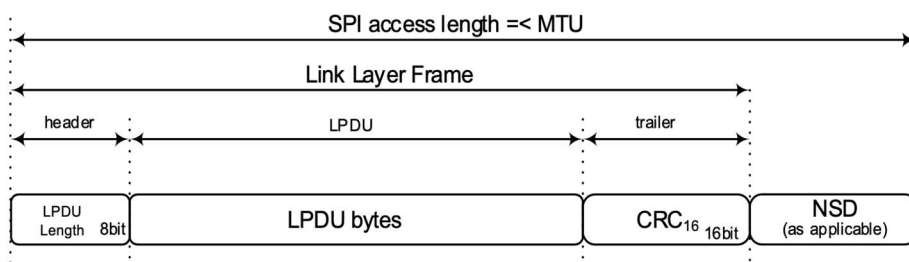 SPI access length =< MTU
Link Layer Frame
header LPDU trailer
LPDU Length 8bit
LPDU bytes
CRC16 16bit
NSD
(as applicable)